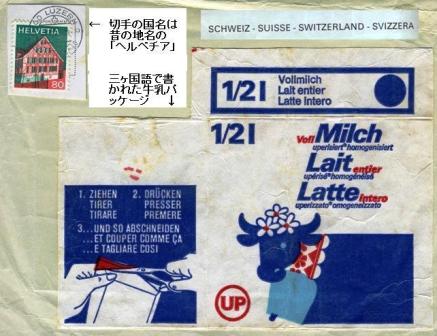 LUZERN
HELVETIA
80
← 切手の国名は
昔の地名の
「ヘルベチア」
三ヶ国語で書
かれた牛乳パ
ッケージ ↓
SCHWEIZ - SUISSE - SWITZERLAND - SVIZZERA
1/2 l
Vollmilch
Lait entier
Latte intero
1/2 l
Voll Milch
uperisiert homogenisiert
Lait entier
upérisé homogénéisé
Latte intero
uperizzato omogeneizzato
1. ZIEHEN 2. DRÜCKEN
TIRER PRESSER
TIRARE PREMERE
3...UND SO ABSCHNEIDEN
...ET COUPER COMME ÇA
...E TAGLIARE COSI
UP